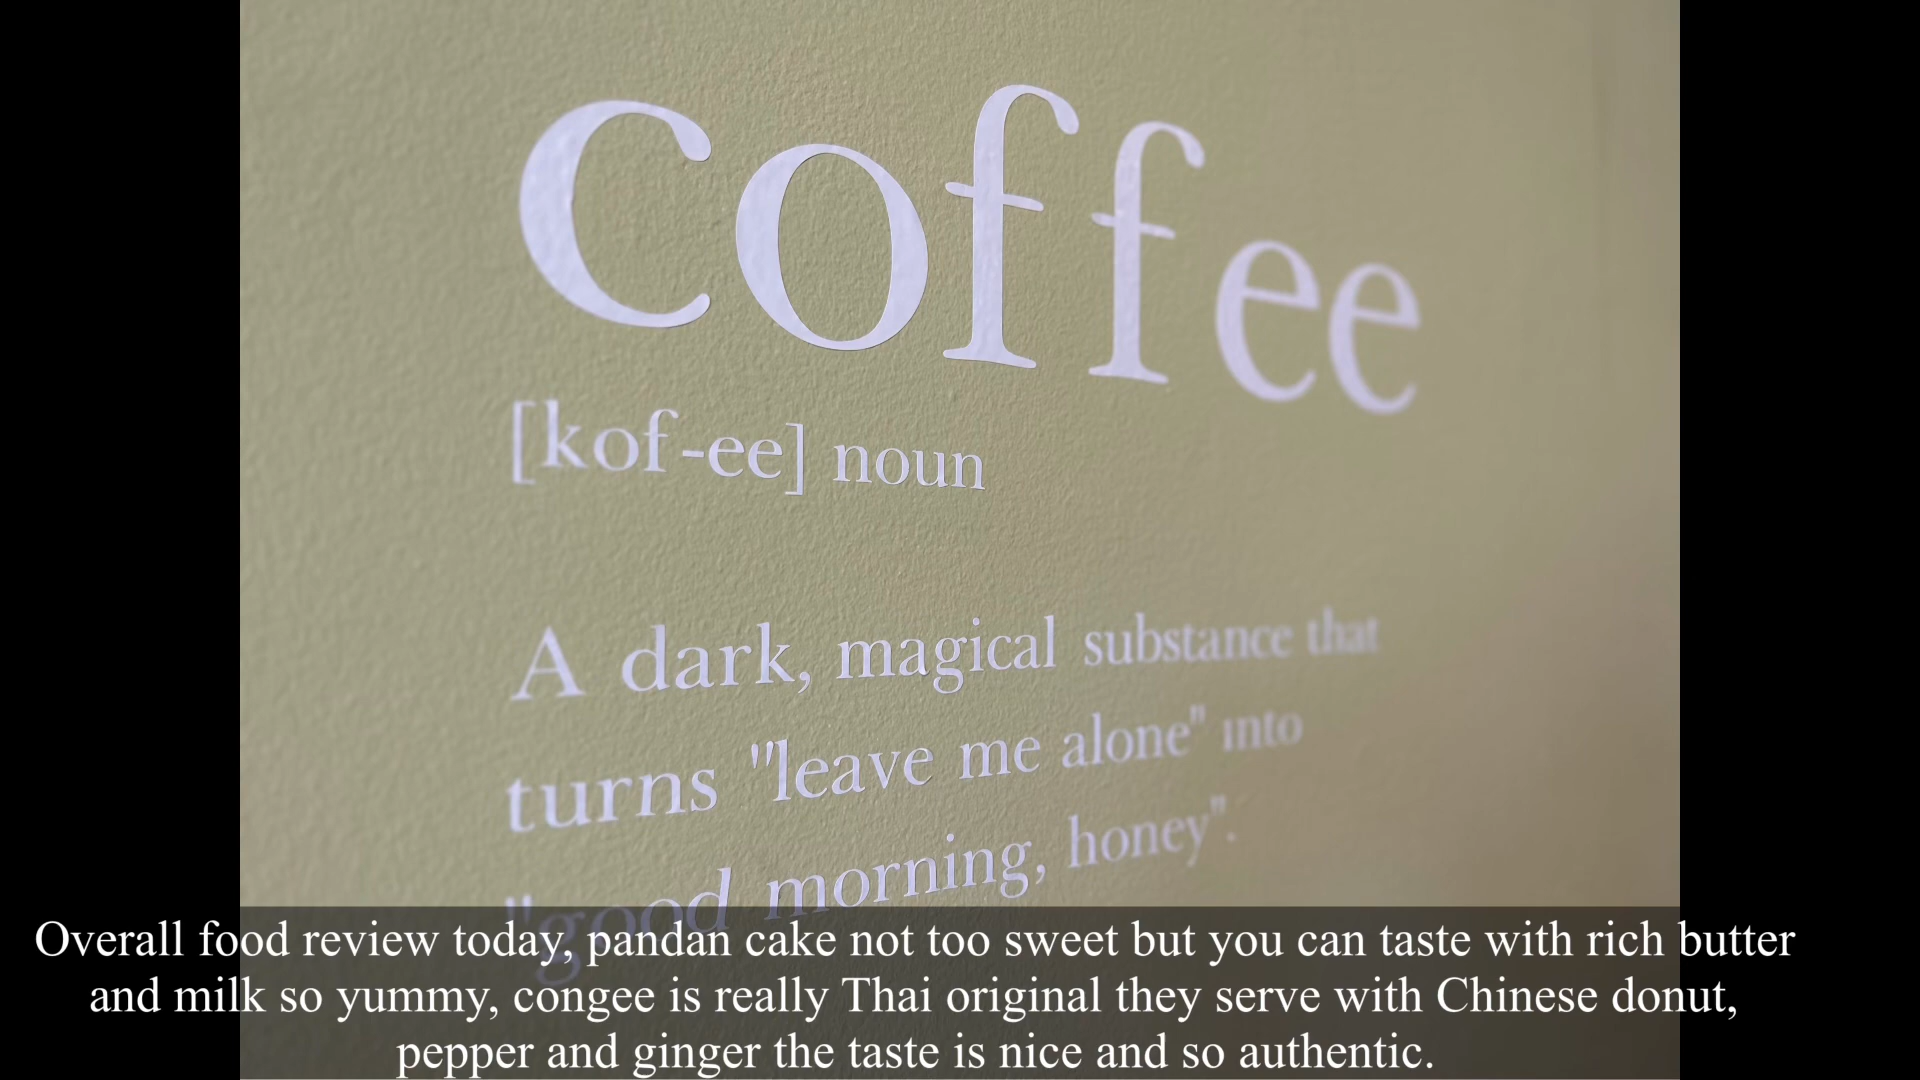 coffee
[kof-ee] noun
A dark, magical substance that
turns "leave me alone" into
"good morning, honey".
Overall food review today, pandan cake not too sweet but you can taste with rich butter
and milk so yummy, congee is really Thai original they serve with Chinese donut,
pepper and ginger the taste is nice and so authentic.